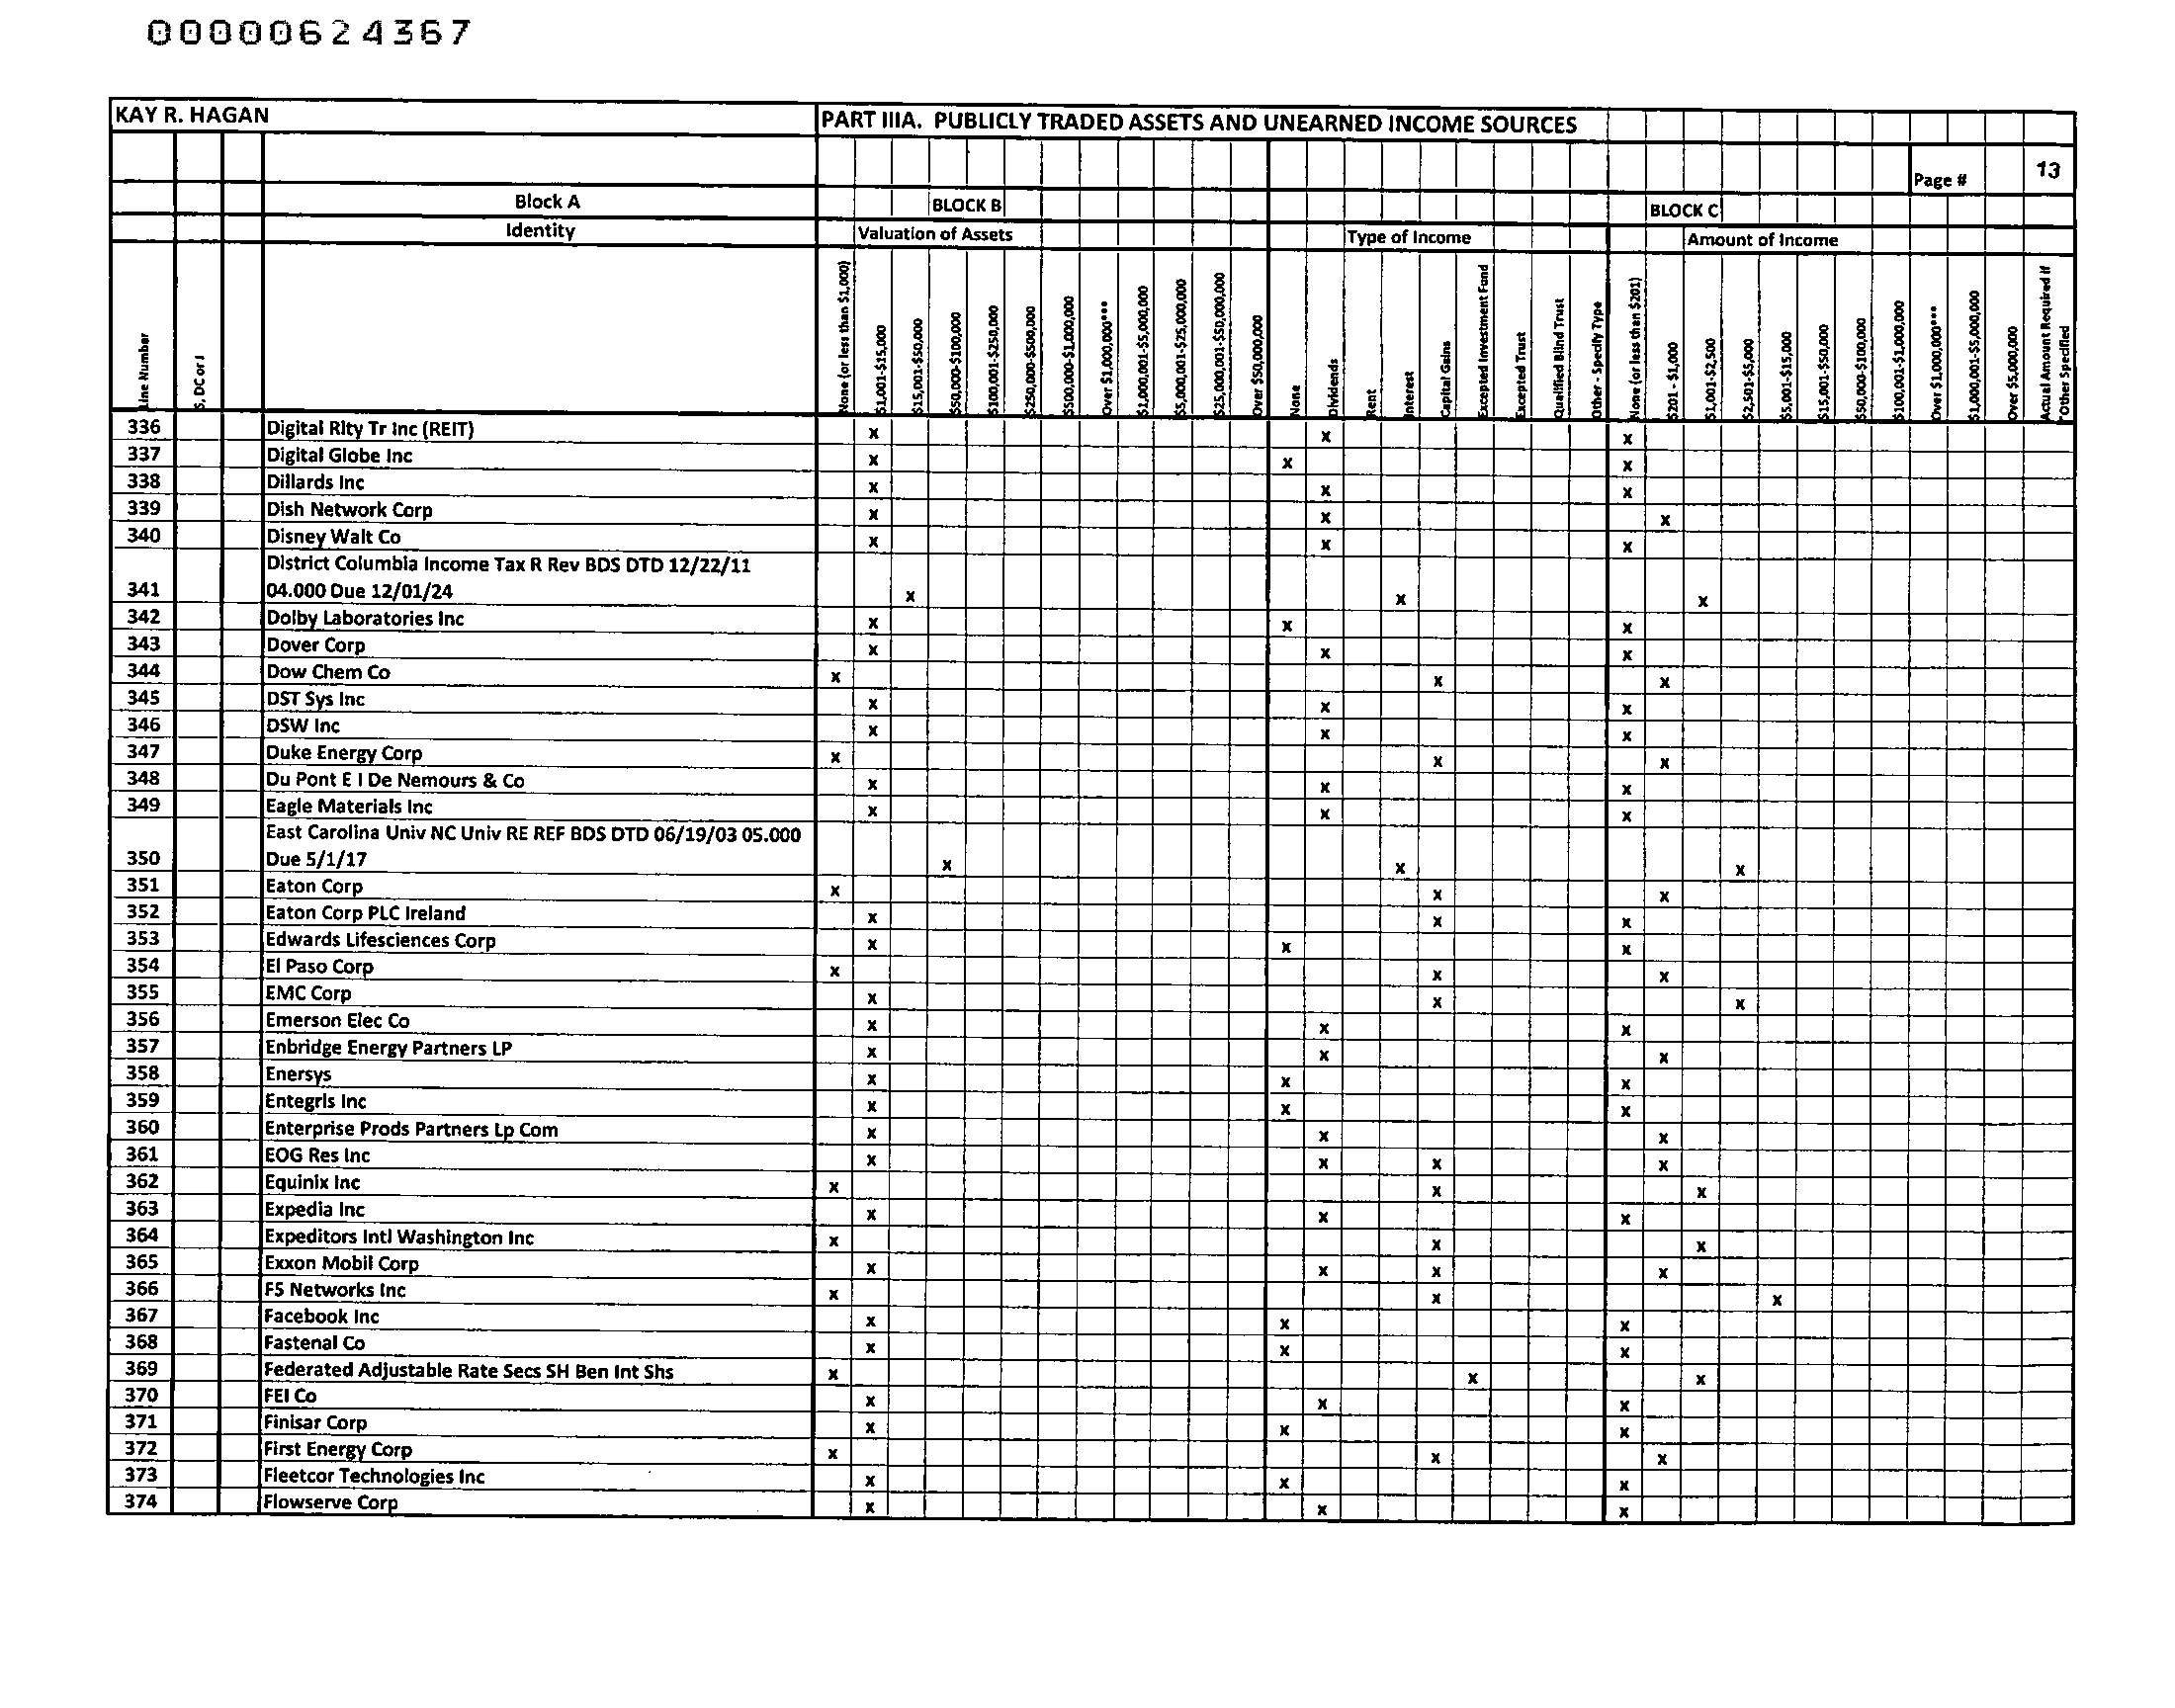 00000624367
KAY R. HAGAN PART IIIA. PUBLICLY TRADED ASSETS AND UNEARNED INCOME SOURCES
Page # 13
Block A BLOCK B BLOCK C
Identity Valuation of Assets Type of Income Amount of Income
Line Number
S, DC or J
None (or less than $1,000)
$1,001-$15,000
$15,001-$50,000
$50,000-$100,000
$100,001-$250,000
$250,000-$500,000
$500,000-$1,000,000
Over $1,000,000***
$1,000,001-$5,000,000
$5,000,001-$25,000,000
$25,000,001-$50,000,000
Over $50,000,000
None
Dividends
Rent
Interest
Capital Gains
Excepted Investment Fund
Excepted Trust
Qualified Blind Trust
Other - Specify Type
None (or less than $201)
$201 - $1,000
$1,001-$2,500
$2,501-$5,000
$5,001-$15,000
$15,001-$50,000
$50,000-$100,000
$100,001-$1,000,000
Over $1,000,000***
$1,000,001-$5,000,000
Over $5,000,000
Actual Amount Required if
"Other Specified
336 Digital Rlty Tr Inc (REIT) x x x
337 Digital Globe Inc x x x
338 Dillards Inc x x x
339 Dish Network Corp x x x
340 Disney Walt Co x x x
District Columbia Income Tax R Rev BDS DTD 12/22/11
341 04.000 Due 12/01/24 x x x
342 Dolby Laboratories Inc x x x
343 Dover Corp x x x
344 Dow Chem Co x x x
345 DST Sys Inc x x x
346 DSW Inc x x x
347 Duke Energy Corp x x x
348 Du Pont E I De Nemours & Co x x x
349 Eagle Materials Inc x x x
East Carolina Univ NC Univ RE REF BDS DTD 06/19/03 05.000
350 Due 5/1/17 x x x
351 Eaton Corp x x x
352 Eaton Corp PLC Ireland x x x
353 Edwards Lifesciences Corp x x x
354 El Paso Corp x x x
355 EMC Corp x x x
356 Emerson Elec Co x x x
357 Enbridge Energy Partners LP x x x
358 Enersys x x x
359 Entegris Inc x x x
360 Enterprise Prods Partners Lp Com x x x
361 EOG Res Inc x x x x
362 Equinix Inc x x x
363 Expedia Inc x x x
364 Expeditors Intl Washington Inc x x x
365 Exxon Mobil Corp x x x x
366 F5 Networks Inc x x x
367 Facebook Inc x x x
368 Fastenal Co x x x
369 Federated Adjustable Rate Secs SH Ben Int Shs x x x
370 FEI Co x x x
371 Finisar Corp x x x
372 First Energy Corp x x x
373 Fleetcor Technologies Inc x x x
374 Flowserve Corp x x x